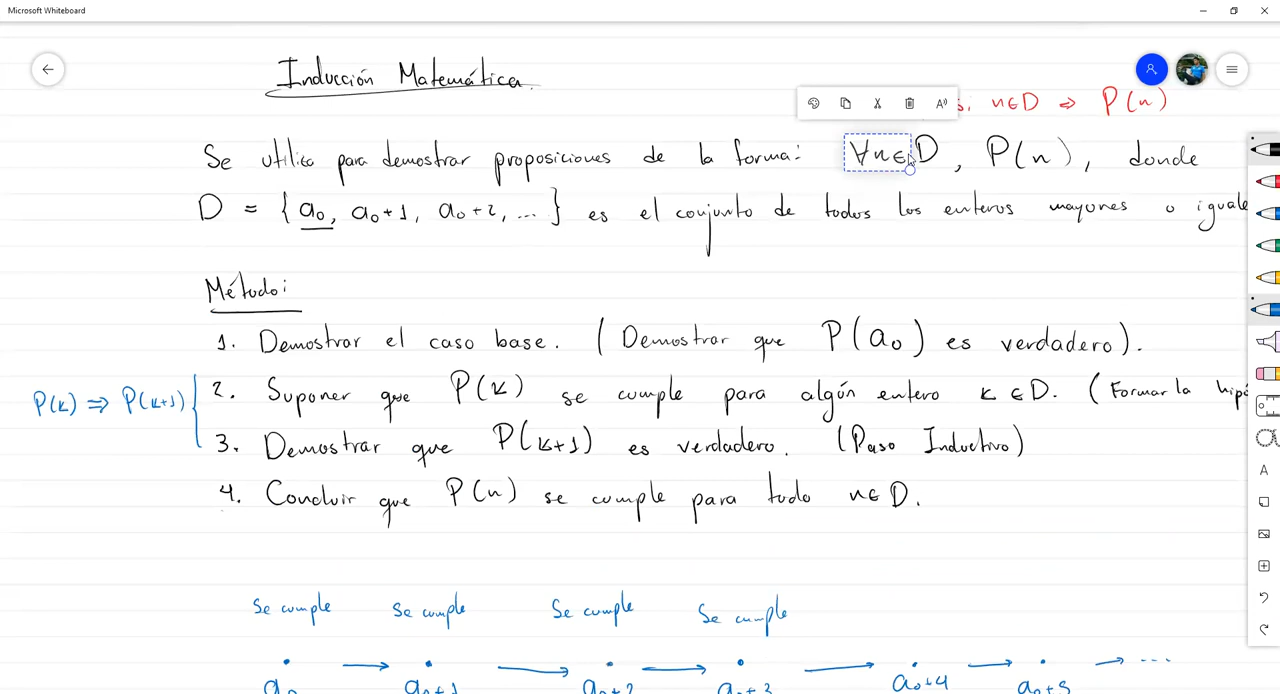 Microsoft Whiteboard
Inducción Matemática
si n∈D ⇒ P(n)
Se utiliza para demostrar proposiciones de la forma: ∀n∈D, P(n), donde
D = {a₀, a₀+1, a₀+2, ...} es el conjunto de todos los enteros mayores o iguale
Método:
1. Demostrar el caso base. (Demostrar que P(a₀) es verdadero).
2. Suponer que P(k) se cumple para algún entero k ∈ D. (Formar la hipó
P(k) ⇒ P(k+1)
3. Demostrar que P(k+1) es verdadero. (Paso Inductivo)
4. Concluir que P(n) se cumple para todo n∈D.
Se cumple Se cumple Se cumple Se cumple
a₀ a₀+1 a₀+2 a₀+3 a₀+4 a₀+5 ...